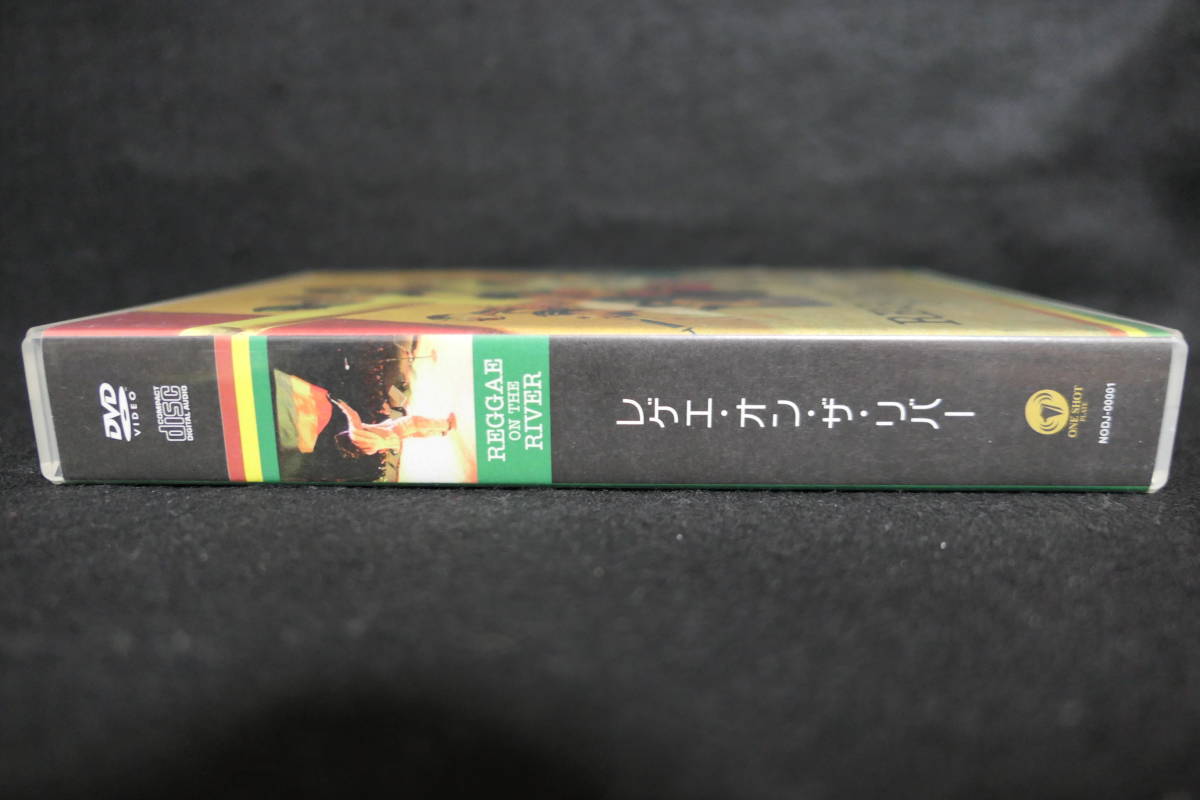 DVD
VIDEO
COMPACT
disc
DIGITAL AUDIO
REGGAE
ON THE
RIVER
レゲエ・オン・ザ・リバー
ONE SHOT
PLATE
NODJ-00001